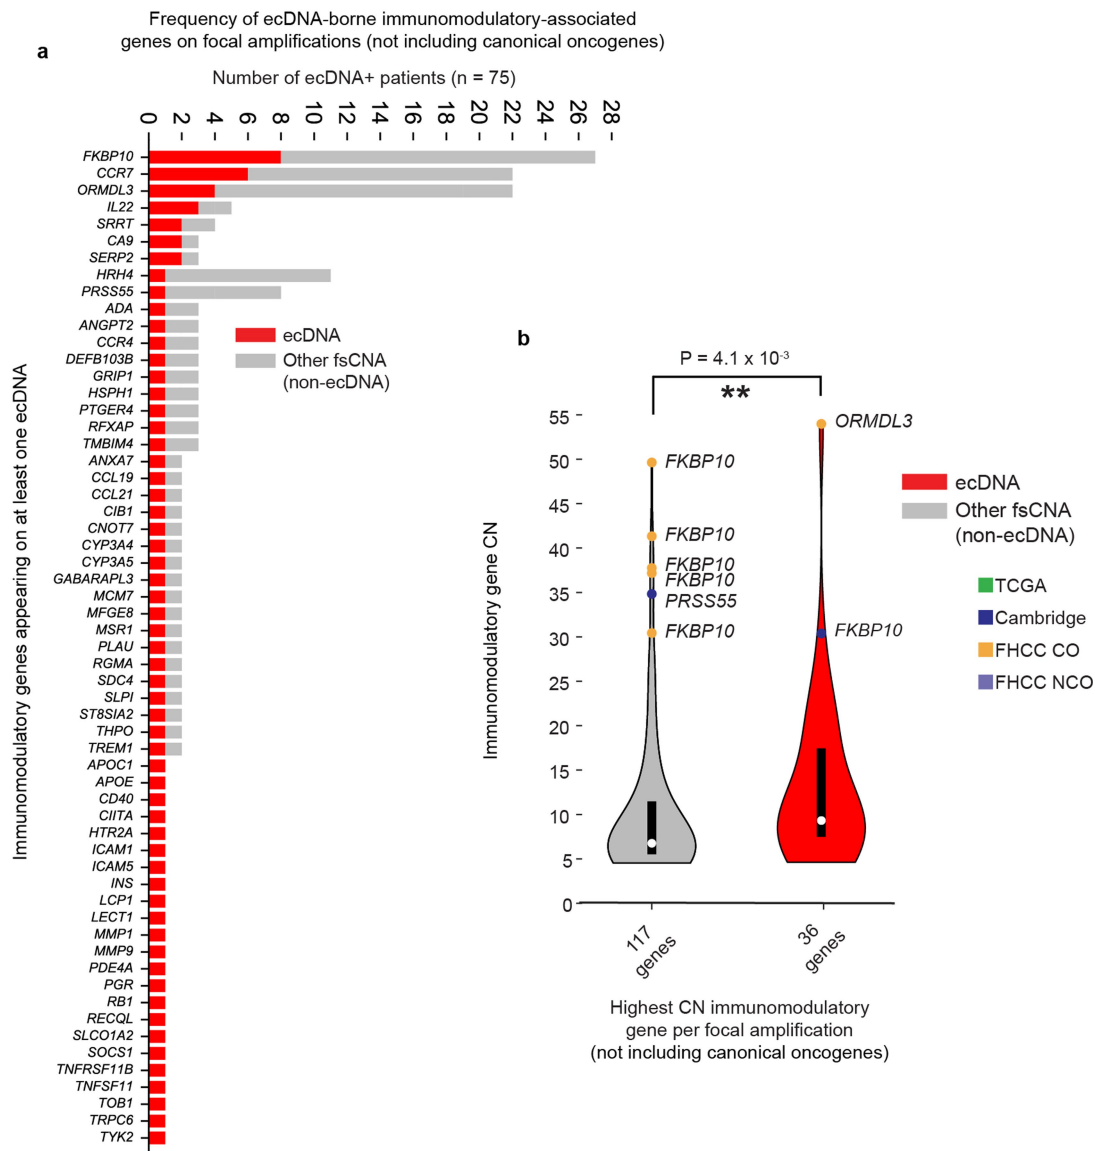 Frequency of ecDNA-borne immunomodulatory-associated
genes on focal amplifications (not including canonical oncogenes)
a
Number of ecDNA+ patients (n = 75)
0 2 4 6 8 10 12 14 16 18 20 22 24 26 28
Immunomodulatory genes appearing on at least one ecDNA
FKBP10
CCR7
ORMDL3
IL22
SRRT
CA9
SERP2
HRH4
PRSS55
ADA
ANGPT2
CCR4
DEFB103B
GRIP1
HSPH1
PTGER4
RFXAP
TMBIM4
ANXA7
CCL19
CCL21
CIB1
CNOT7
CYP3A4
CYP3A5
GABARAPL3
MCM7
MFGE8
MSR1
PLAU
RGMA
SDC4
SLPI
ST8SIA2
THPO
TREM1
APOC1
APOE
CD40
CIITA
HTR2A
ICAM1
ICAM5
INS
LCP1
LECT1
MMP1
MMP9
PDE4A
PGR
RB1
RECQL
SLCO1A2
SOCS1
TNFRSF11B
TNFSF11
TOB1
TRPC6
TYK2
ecDNA
Other fsCNA
(non-ecDNA)
b
P = 4.1 x 10-3
**
Immunomodulatory gene CN
55
50
45
40
35
30
25
20
15
10
5
0
FKBP10
FKBP10
FKBP10
FKBP10
PRSS55
FKBP10
ORMDL3
FKBP10
ecDNA
Other fsCNA
(non-ecDNA)
TCGA
Cambridge
FHCC CO
FHCC NCO
117
genes
36
genes
Highest CN immunomodulatory
gene per focal amplification
(not including canonical oncogenes)